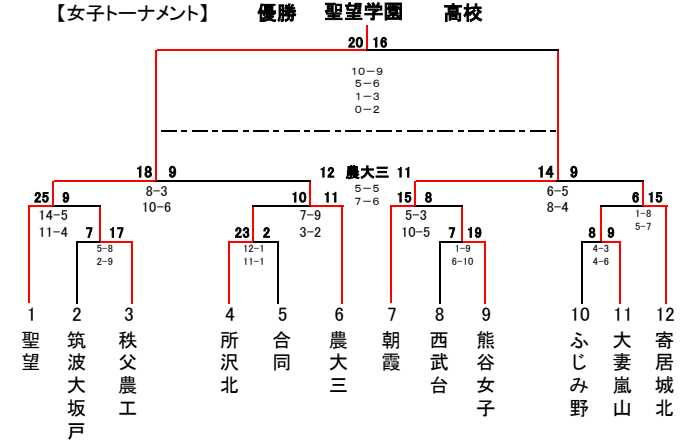 【女子トーナメント】 優勝 聖望学園 高校
20 16
10－9
5－6
1－3
0－2
18 9 12 農大三 11 14 9
8－3 5－5 6－5
10－6 7－6 8－4
25 9 10 11 15 8 6 15
14－5 7－9 5－3 1－8
11－4 3－2 10－5 5－7
7 17 23 2 7 19 8 9
5－8 12－1 1－9 4－3
2－9 11－1 6－10 4－6
1 2 3 4 5 6 7 8 9 10 11 12
聖望
筑波大坂戸
秩父農工
所沢北
合同
農大三
朝霞
西武台
熊谷女子
ふじみ野
大妻嵐山
寄居城北